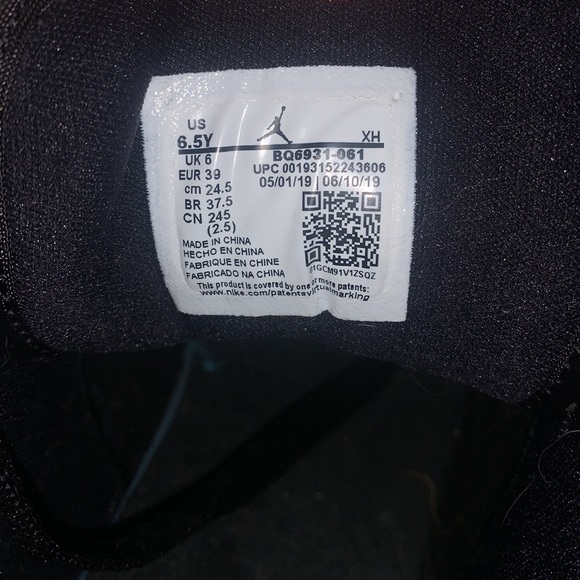 US
6.5Y XH
UK 6 BQ6931-061
EUR 39 UPC 00193152243606
cm 24.5 05/01/19 | 06/10/19
BR 37.5
CN 245
(2.5)
MADE IN CHINA
HECHO EN CHINA
FABRIQUE EN CHINE
FABRICADO NA CHINA
01GCM91V1ZSQZ
This product is covered by one or more patents:
www.nike.com/patentsvirtualmarking